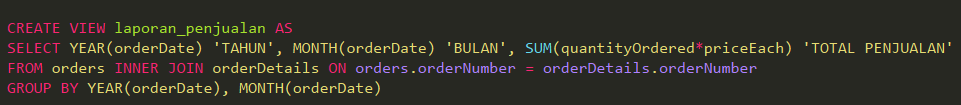 CREATE VIEW laporan_penjualan AS
SELECT YEAR(orderDate) 'TAHUN', MONTH(orderDate) 'BULAN', SUM(quantityOrdered*priceEach) 'TOTAL PENJUALAN'
FROM orders INNER JOIN orderDetails ON orders.orderNumber = orderDetails.orderNumber
GROUP BY YEAR(orderDate), MONTH(orderDate)